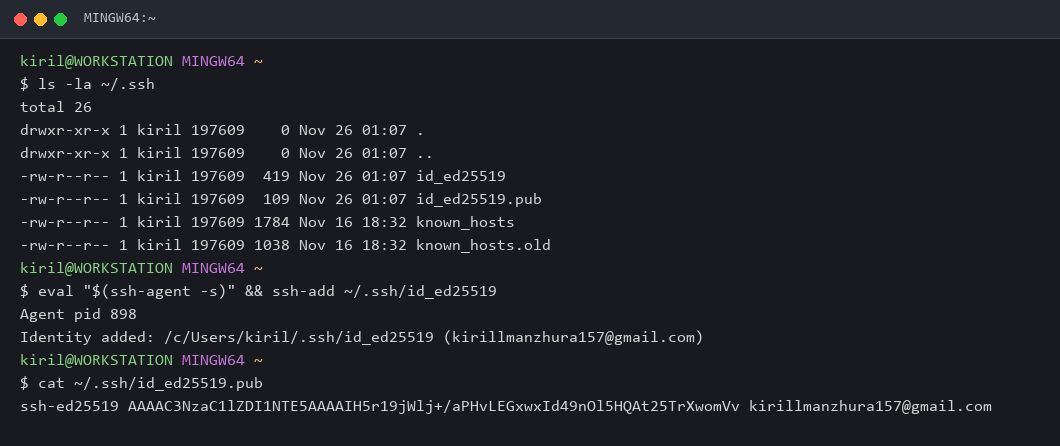 MINGW64:~
kiril@WORKSTATION MINGW64 ~
$ ls -la ~/.ssh
total 26
drwxr-xr-x 1 kiril 197609    0 Nov 26 01:07 .
drwxr-xr-x 1 kiril 197609    0 Nov 26 01:07 ..
-rw-r--r-- 1 kiril 197609  419 Nov 26 01:07 id_ed25519
-rw-r--r-- 1 kiril 197609  109 Nov 26 01:07 id_ed25519.pub
-rw-r--r-- 1 kiril 197609 1784 Nov 16 18:32 known_hosts
-rw-r--r-- 1 kiril 197609 1038 Nov 16 18:32 known_hosts.old
kiril@WORKSTATION MINGW64 ~
$ eval "$(ssh-agent -s)" && ssh-add ~/.ssh/id_ed25519
Agent pid 898
Identity added: /c/Users/kiril/.ssh/id_ed25519 (kirillmanzhura157@gmail.com)
kiril@WORKSTATION MINGW64 ~
$ cat ~/.ssh/id_ed25519.pub
ssh-ed25519 AAAAC3NzaC1lZDI1NTE5AAAAIH5r19jWlj+/aPHvLEGxwxId49nOl5HQAt25TrXwomVv kirillmanzhura157@gmail.com